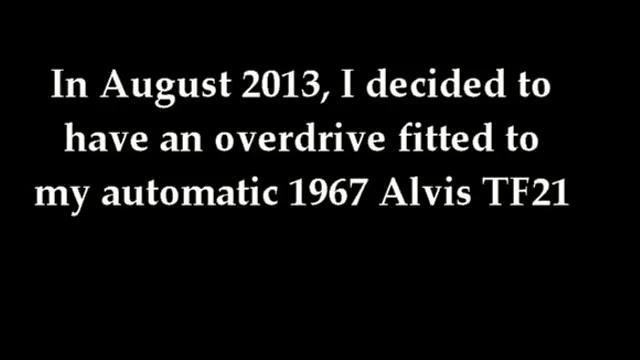 In August 2013, I decided to
have an overdrive fitted to
my automatic 1967 Alvis TF21